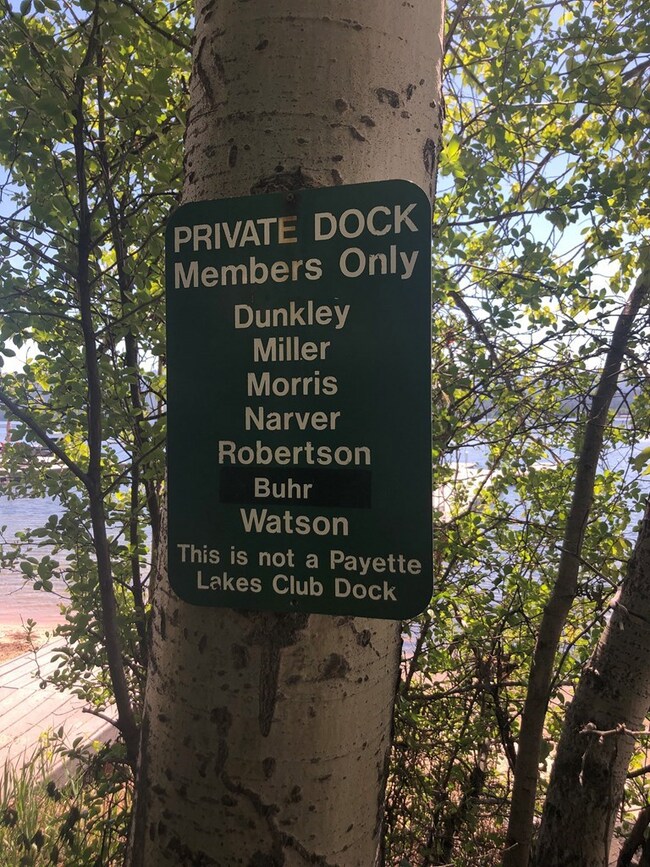 PRIVATE DOCK
Members Only
Dunkley
Miller
Morris
Narver
Robertson
Buhr
Watson
This is not a Payette
Lakes Club Dock